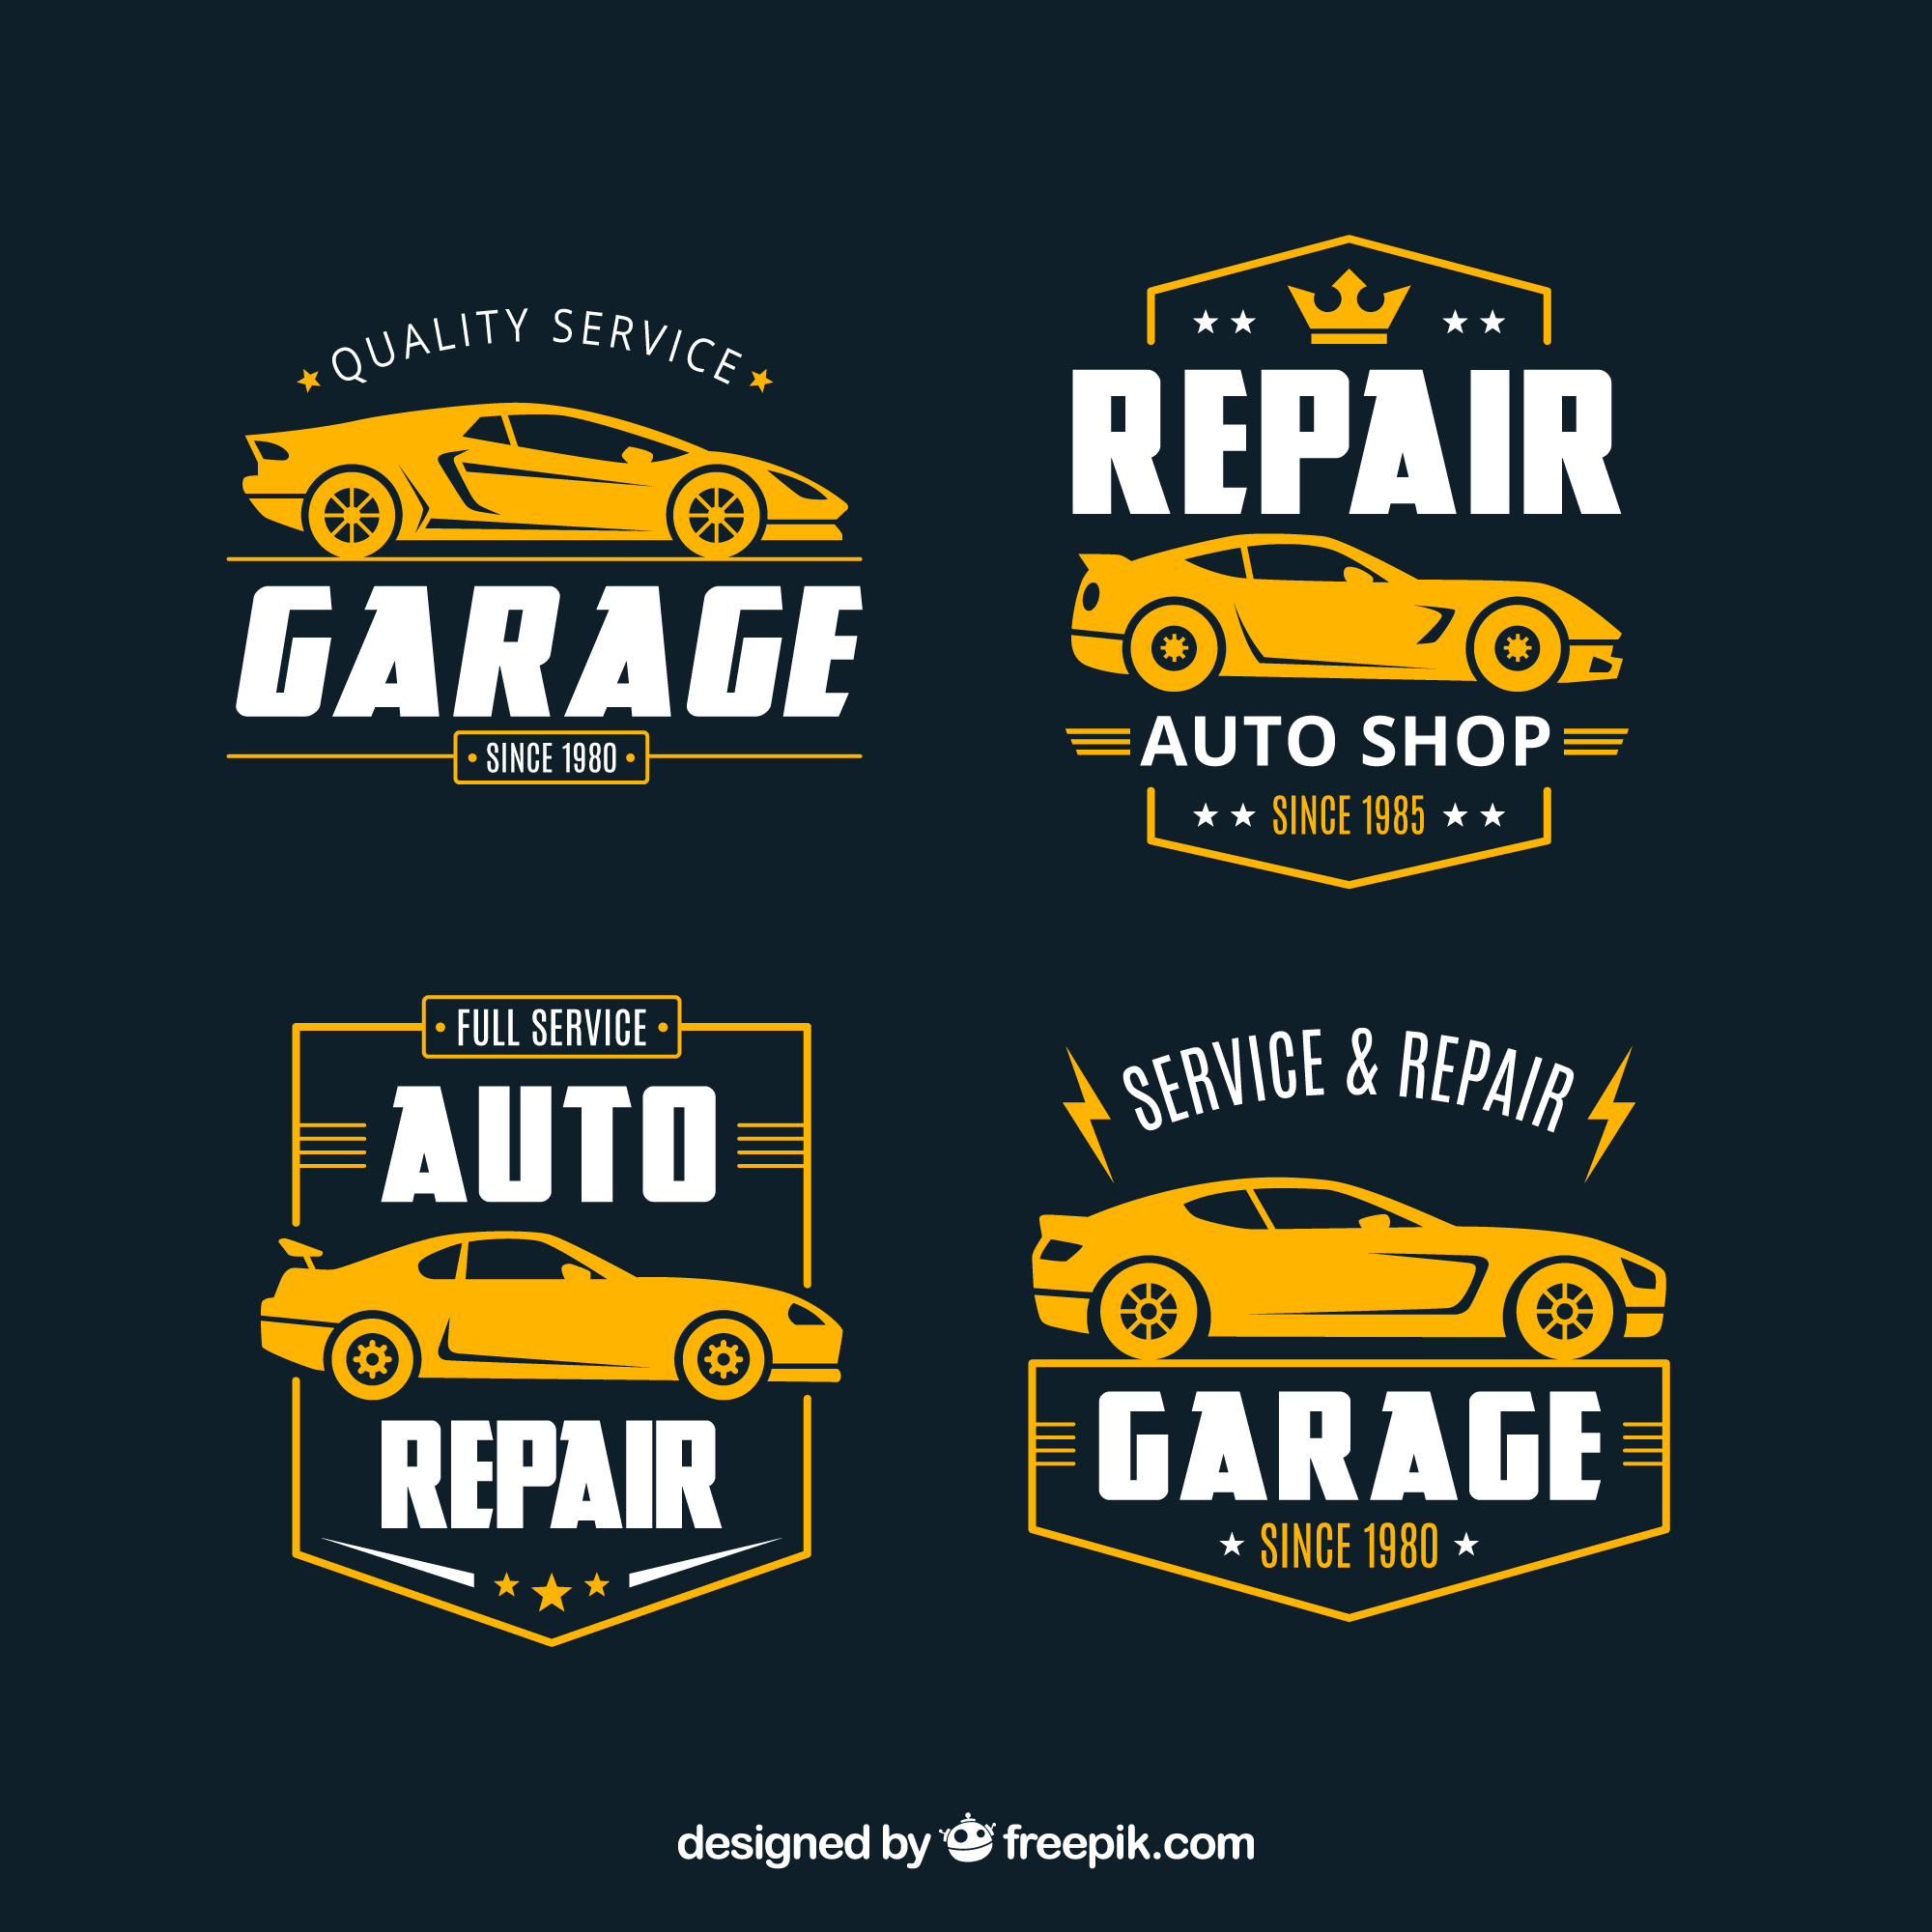 QUALITY SERVICE
GARAGE
SINCE 1980
REPAIR
AUTO SHOP
SINCE 1985
FULL SERVICE
AUTO
REPAIR
SERVICE & REPAIR
GARAGE
SINCE 1980
designed by freepik.com